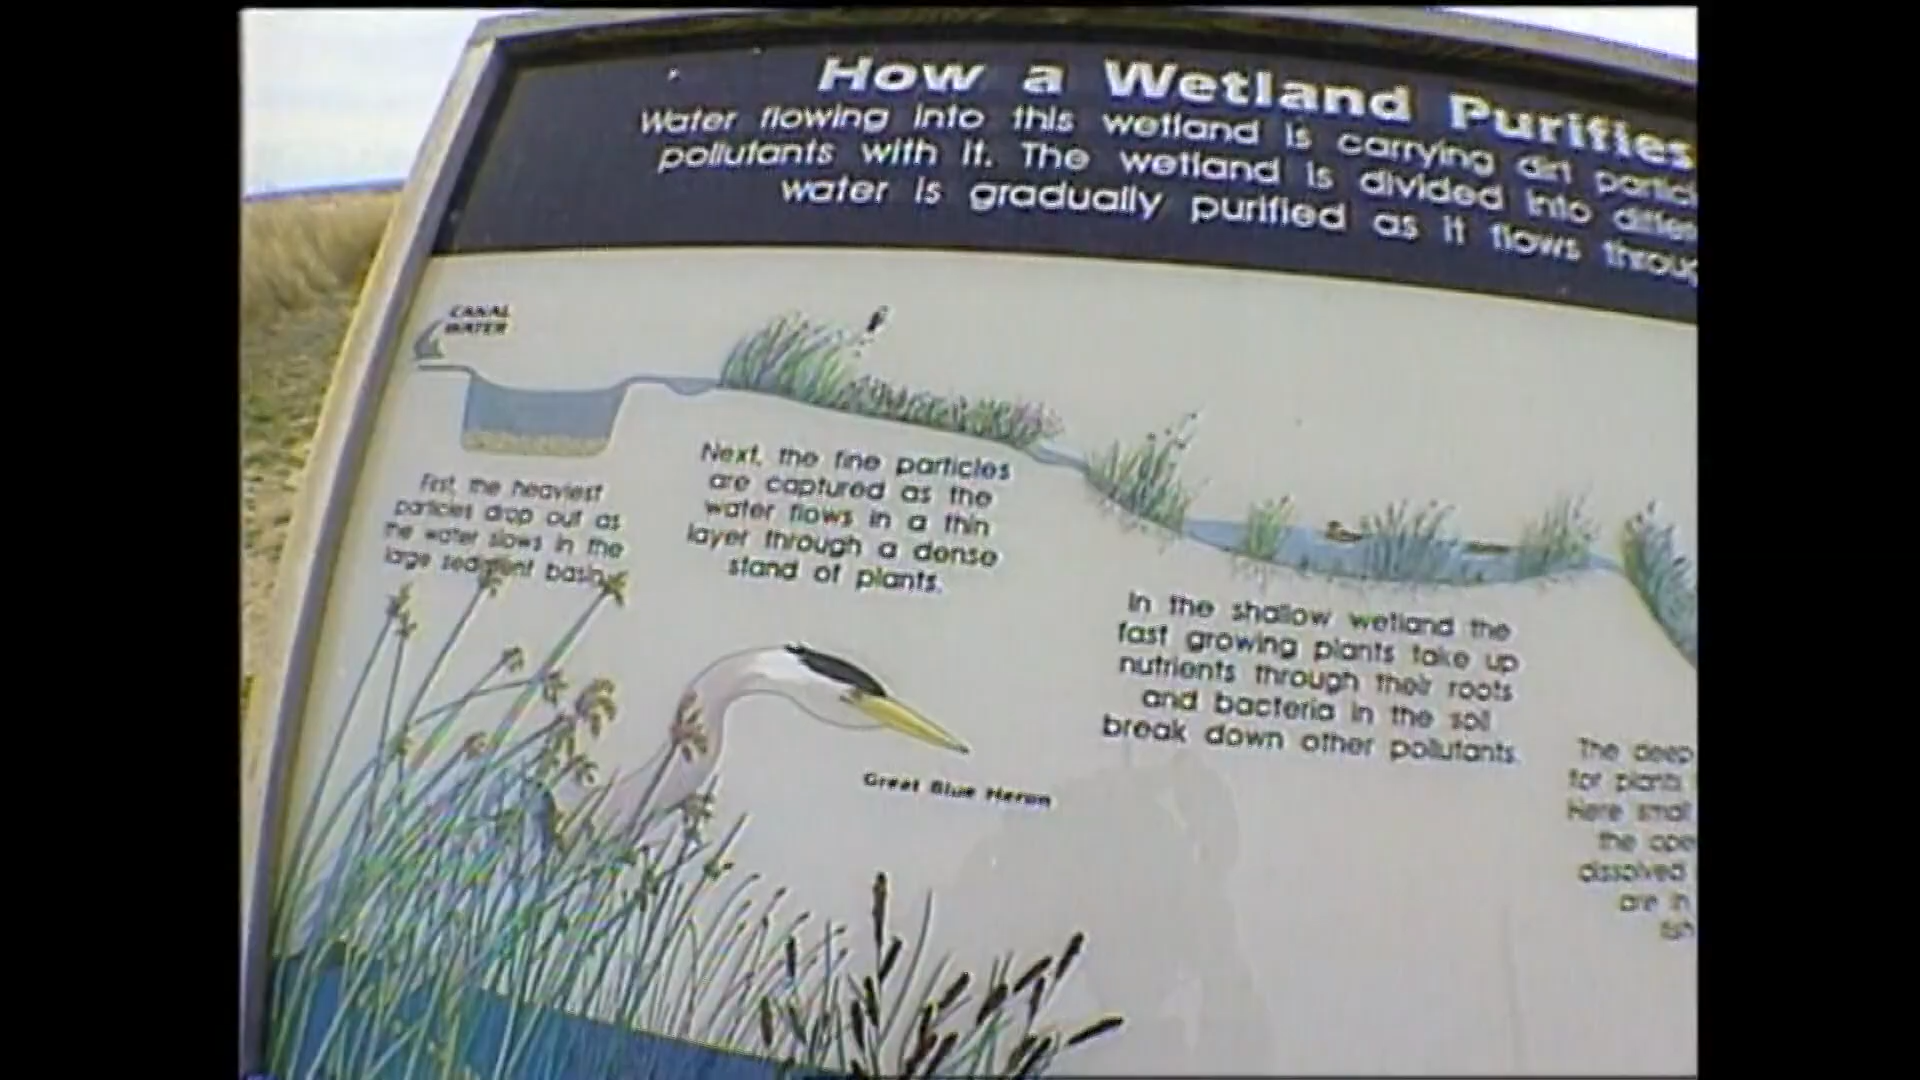 How a Wetland Purifies
Water flowing into this wetland is carrying dirt
pollutants with it. The wetland is divided into
water is gradually purified as it flows
CANAL
WATER
First, the heaviest
particles drop out as
the water slows in the
large sediment basin.
Next, the fine particles
are captured as the
water flows in a thin
layer through a dense
stand of plants.
In the shallow wetland the
fast growing plants take up
nutrients through their roots
and bacteria in the soil
break down other pollutants.
Great Blue Heron
The deep
for plants
Here small
the
dissolved
are in
fish